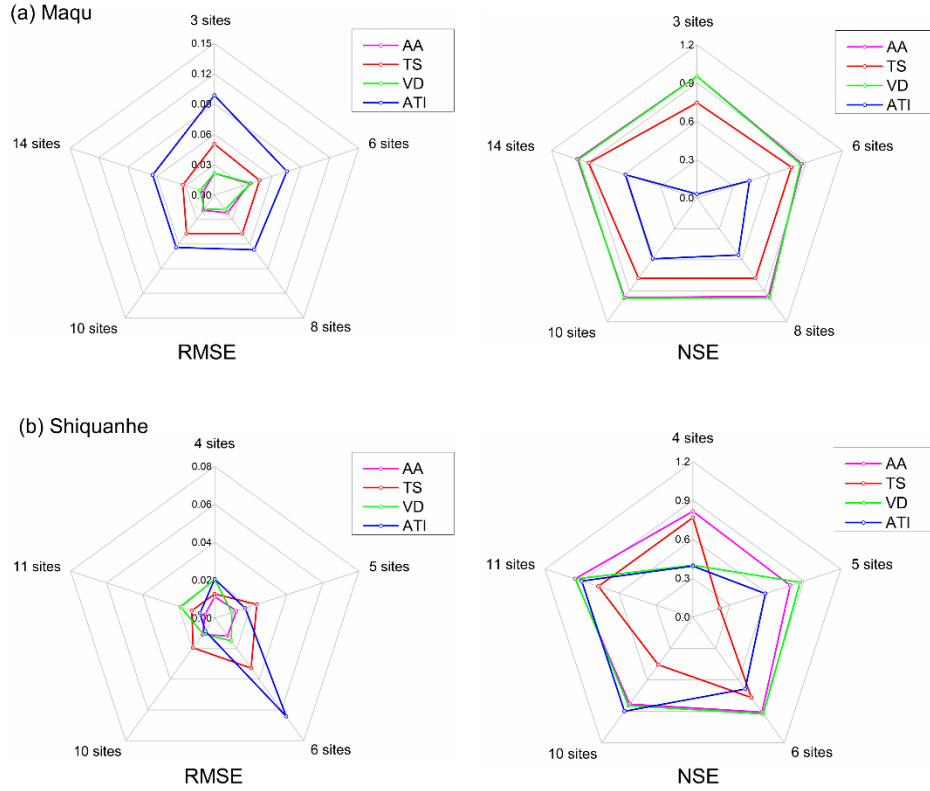 (a) Maqu
3 sites
0.15
0.12
0.09
0.06
0.03
0.00
6 sites
8 sites
10 sites
14 sites
AA
TS
VD
ATI
RMSE
3 sites
1.2
0.9
0.6
0.3
0.0
6 sites
8 sites
10 sites
14 sites
AA
TS
VD
ATI
NSE
(b) Shiquanhe
4 sites
0.08
0.06
0.04
0.02
0.00
5 sites
6 sites
10 sites
11 sites
AA
TS
VD
ATI
RMSE
4 sites
1.2
0.9
0.6
0.3
0.0
5 sites
6 sites
10 sites
11 sites
AA
TS
VD
ATI
NSE